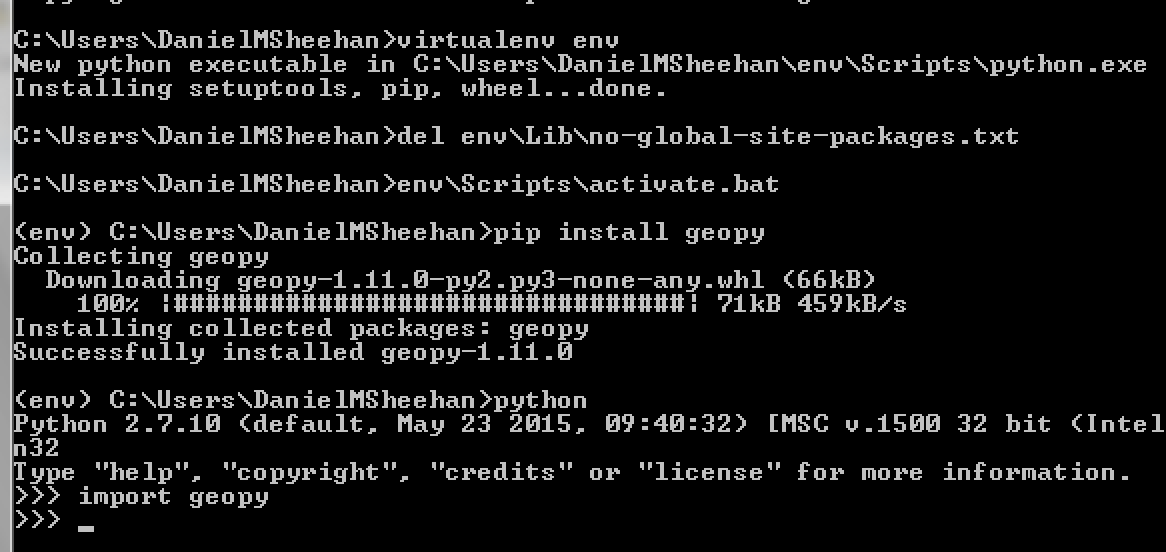 C:\Users\DanielMSheehan>virtualenv env
New python executable in C:\Users\DanielMSheehan\env\Scripts\python.exe
Installing setuptools, pip, wheel...done.
C:\Users\DanielMSheehan>del env\Lib\no-global-site-packages.txt
C:\Users\DanielMSheehan>env\Scripts\activate.bat
(env) C:\Users\DanielMSheehan>pip install geopy
Collecting geopy
  Downloading geopy-1.11.0-py2.py3-none-any.whl (66kB)
    100% |################################| 71kB 459kB/s
Installing collected packages: geopy
Successfully installed geopy-1.11.0
(env) C:\Users\DanielMSheehan>python
Python 2.7.10 (default, May 23 2015, 09:40:32) [MSC v.1500 32 bit (Intel
n32
Type "help", "copyright", "credits" or "license" for more information.
>>> import geopy
>>> _